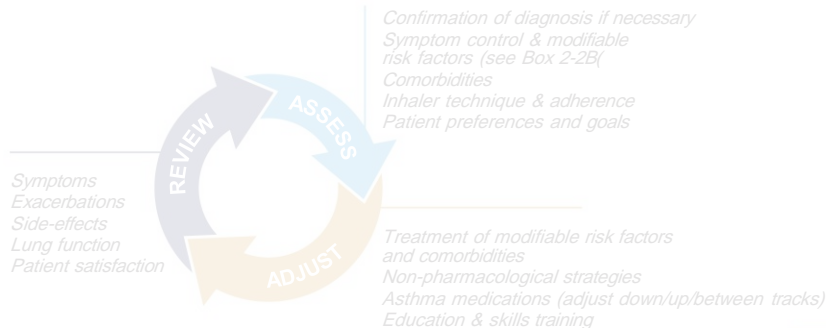 Confirmation of diagnosis if necessary
Symptom control & modifiable
risk factors (see Box 2-2B(
Comorbidities
Inhaler technique & adherence
Patient preferences and goals
ASSESS
REVIEW
Symptoms
Exacerbations
Side-effects
Lung function
Patient satisfaction
ADJUST
Treatment of modifiable risk factors
and comorbidities
Non-pharmacological strategies
Asthma medications (adjust down/up/between tracks)
Education & skills training